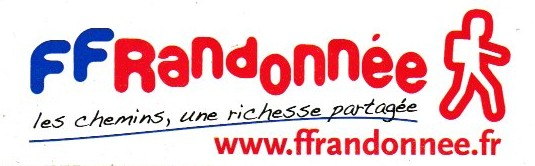 FFRandonnée
les chemins, une richesse partagée
www.ffrandonnee.fr